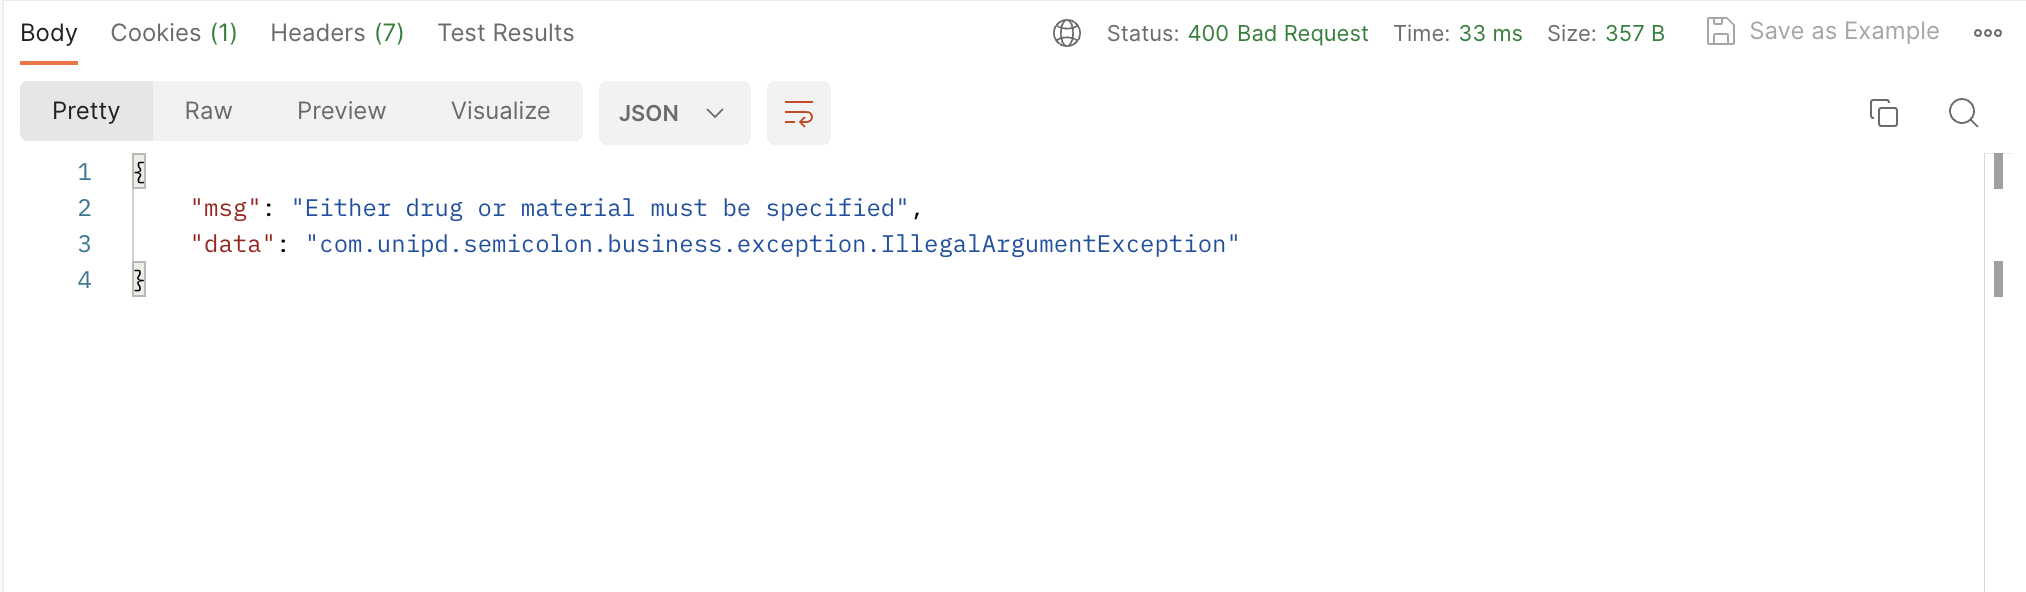 Body Cookies (1) Headers (7) Test Results Status: 400 Bad Request Time: 33 ms Size: 357 B Save as Example
Pretty Raw Preview Visualize JSON
1 {
2 "msg": "Either drug or material must be specified",
3 "data": "com.unipd.semicolon.business.exception.IllegalArgumentException"
4 }